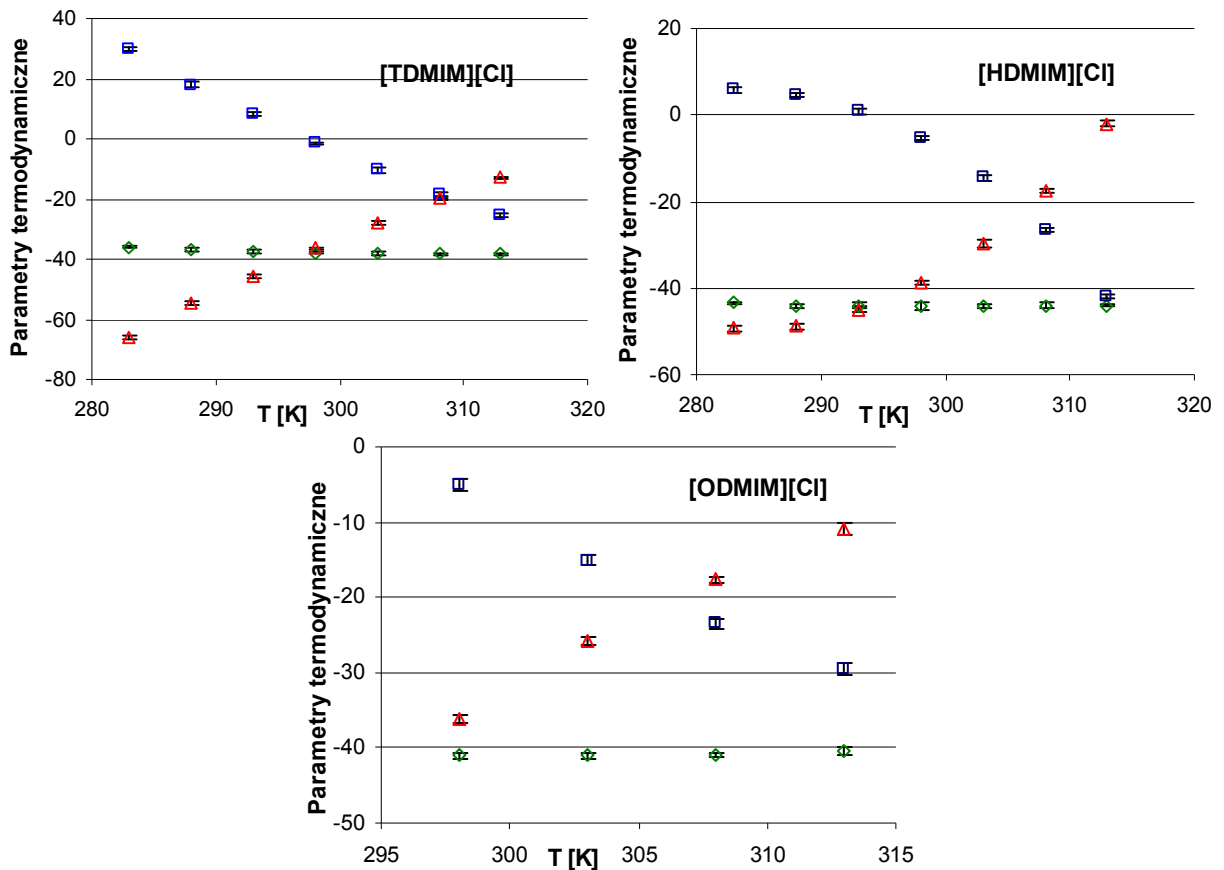 Parametry termodynamiczne
40
20
0
-20
-40
-60
-80
[TDMIM][Cl]
280 290 300 310 320
T [K]
Parametry termodynamiczne
20
0
-20
-40
-60
[HDMIM][Cl]
280 290 300 310 320
T [K]
Parametry termodynamiczne
0
-10
-20
-30
-40
-50
[ODMIM][Cl]
295 300 305 310 315
T [K]